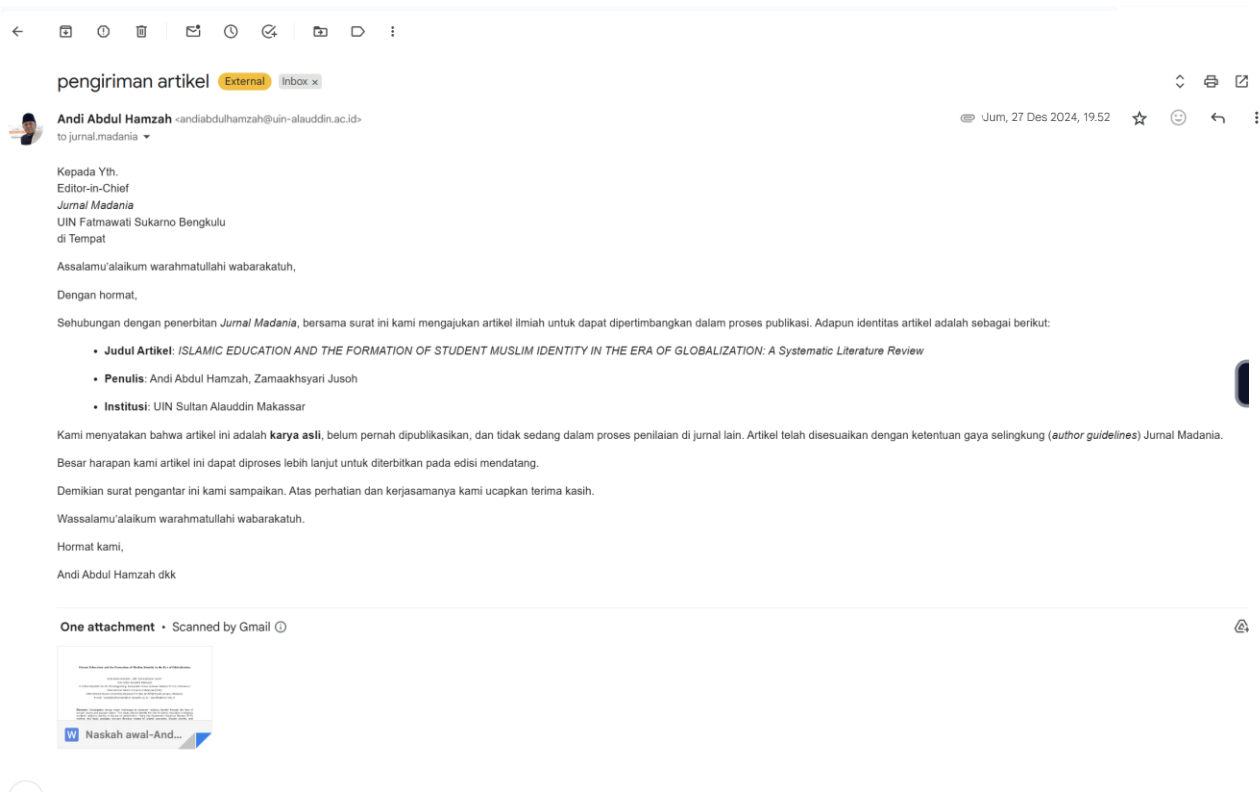 pengiriman artikel External Inbox ×
Andi Abdul Hamzah <andiabdulhamzah@uin-alauddin.ac.id>
Jum, 27 Des 2024, 19.52
to jurnal.madania
Kepada Yth.
Editor-in-Chief
Jurnal Madania
UIN Fatmawati Sukarno Bengkulu
di Tempat
Assalamu'alaikum warahmatullahi wabarakatuh,
Dengan hormat,
Sehubungan dengan penerbitan Jurnal Madania, bersama surat ini kami mengajukan artikel ilmiah untuk dapat dipertimbangkan dalam proses publikasi. Adapun identitas artikel adalah sebagai berikut:
• Judul Artikel: ISLAMIC EDUCATION AND THE FORMATION OF STUDENT MUSLIM IDENTITY IN THE ERA OF GLOBALIZATION: A Systematic Literature Review
• Penulis: Andi Abdul Hamzah, Zamaakhsyari Jusoh
• Institusi: UIN Sultan Alauddin Makassar
Kami menyatakan bahwa artikel ini adalah karya asli, belum pernah dipublikasikan, dan tidak sedang dalam proses penilaian di jurnal lain. Artikel telah disesuaikan dengan ketentuan gaya selingkung (author guidelines) Jurnal Madania.
Besar harapan kami artikel ini dapat diproses lebih lanjut untuk diterbitkan pada edisi mendatang.
Demikian surat pengantar ini kami sampaikan. Atas perhatian dan kerjasamanya kami ucapkan terima kasih.
Wassalamu'alaikum warahmatullahi wabarakatuh.
Hormat kami,
Andi Abdul Hamzah dkk
One attachment • Scanned by Gmail
W Naskah awal-And...